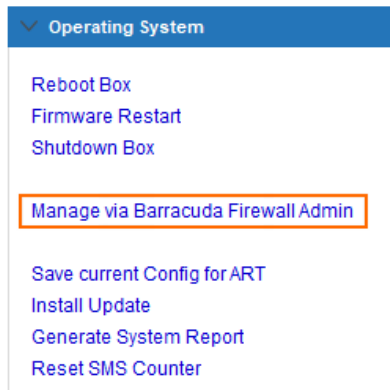 Operating System
Reboot Box
Firmware Restart
Shutdown Box
Manage via Barracuda Firewall Admin
Save current Config for ART
Install Update
Generate System Report
Reset SMS Counter